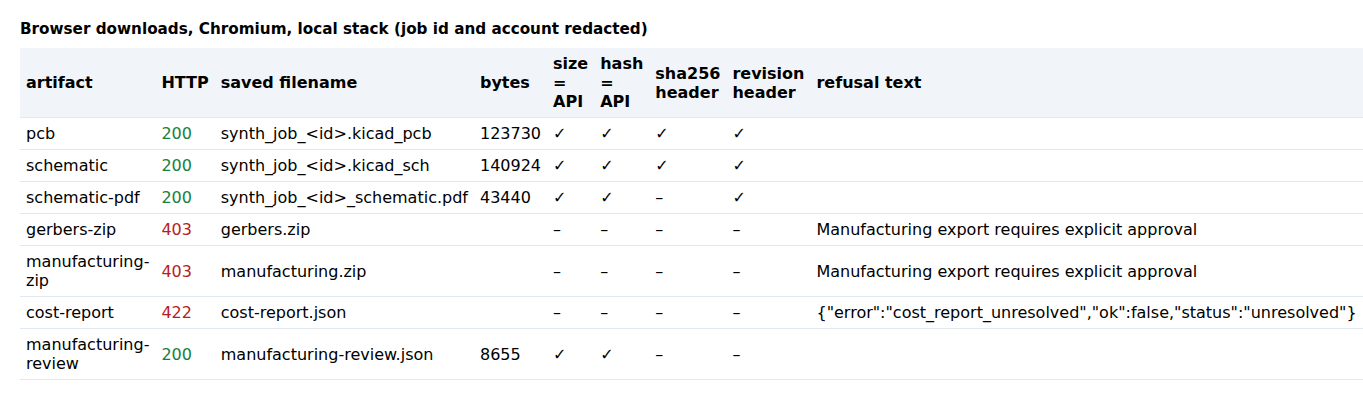 Browser downloads, Chromium, local stack (job id and account redacted)
artifact HTTP saved filename bytes size = API hash = API sha256 header revision header refusal text
pcb 200 synth_job_<id>.kicad_pcb 123730 ✓ ✓ ✓ ✓
schematic 200 synth_job_<id>.kicad_sch 140924 ✓ ✓ ✓ ✓
schematic-pdf 200 synth_job_<id>_schematic.pdf 43440 ✓ ✓ – ✓
gerbers-zip 403 gerbers.zip – – – – Manufacturing export requires explicit approval
manufacturing-zip 403 manufacturing.zip – – – – Manufacturing export requires explicit approval
cost-report 422 cost-report.json – – – – {"error":"cost_report_unresolved","ok":false,"status":"unresolved"}
manufacturing-review 200 manufacturing-review.json 8655 ✓ ✓ – –